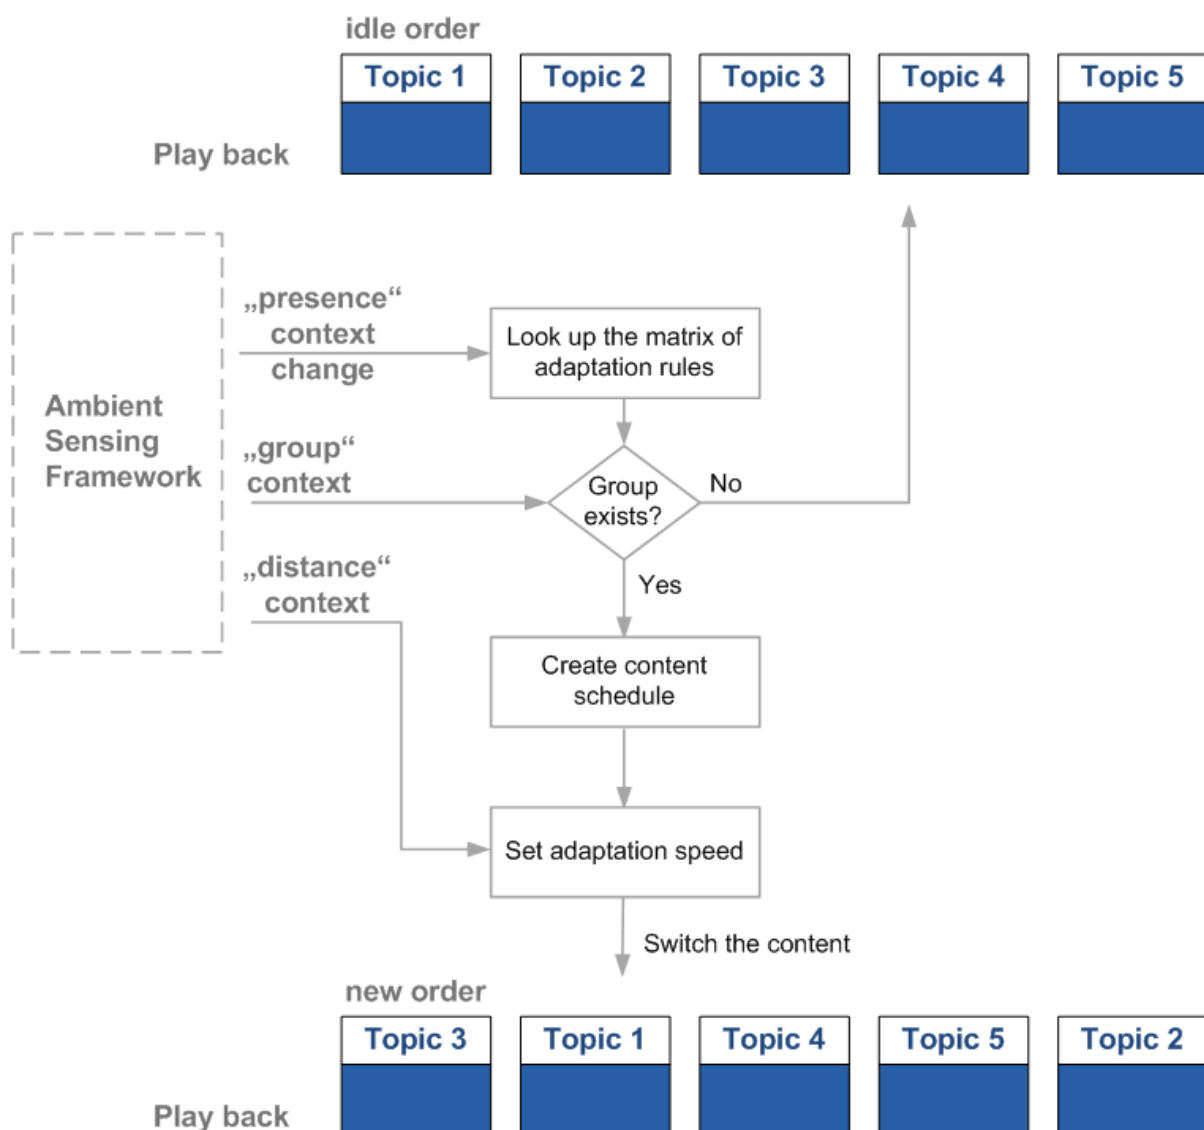 idle order
Topic 1 Topic 2 Topic 3 Topic 4 Topic 5
Play back
„presence“
context
change
Look up the matrix of
adaptation rules
Ambient
Sensing
Framework
„group“
context
Group
exists?
No
Yes
„distance“
context
Create content
schedule
Set adaptation speed
Switch the content
new order
Topic 3 Topic 1 Topic 4 Topic 5 Topic 2
Play back